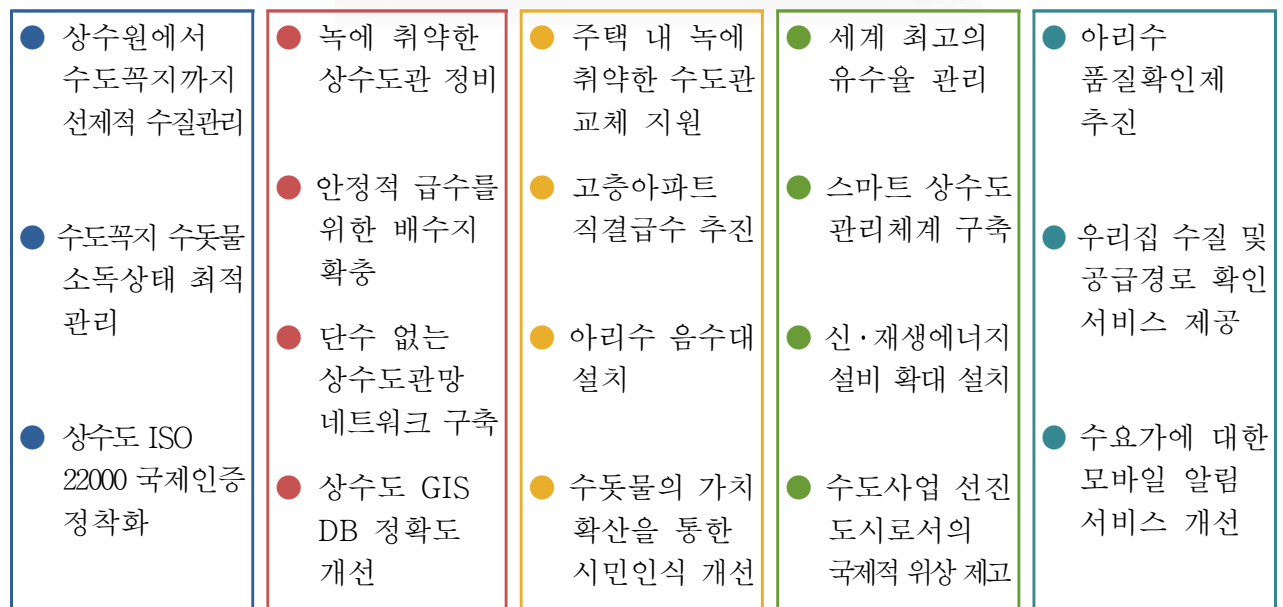 ● 상수원에서
수도꼭지까지
선제적 수질관리
● 수도꼭지 수돗물
소독상태 최적
관리
● 상수도 ISO
22000 국제인증
정착화
● 녹에 취약한
상수도관 정비
● 안정적 급수를
위한 배수지
확충
● 단수 없는
상수도관망
네트워크 구축
● 상수도 GIS
DB 정확도
개선
● 주택 내 녹에
취약한 수도관
교체 지원
● 고층아파트
직결급수 추진
● 아리수 음수대
설치
● 수돗물의 가치
확산을 통한
시민인식 개선
● 세계 최고의
유수율 관리
● 스마트 상수도
관리체계 구축
● 신·재생에너지
설비 확대 설치
● 수도사업 선진
도시로서의
국제적 위상 제고
● 아리수
품질확인제
추진
● 우리집 수질 및
공급경로 확인
서비스 제공
● 수요가에 대한
모바일 알림
서비스 개선